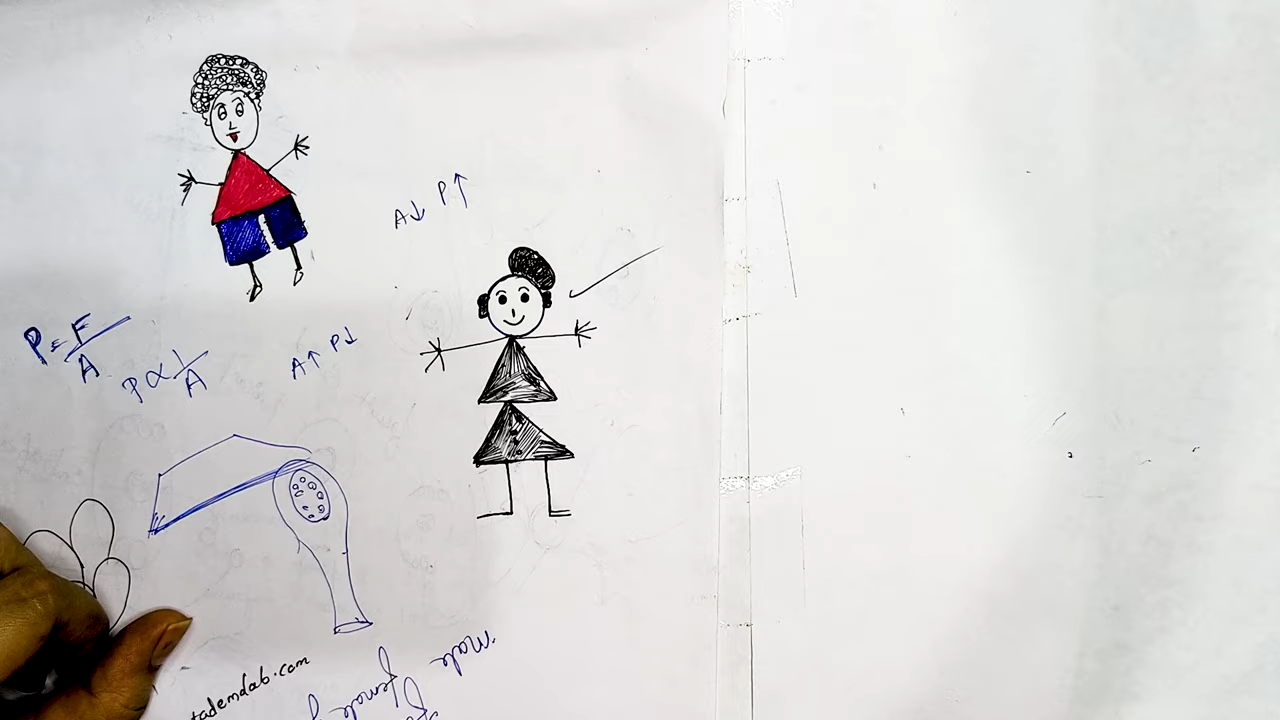 A↓ P↑
P = F/A
P ∝ 1/A
A↑ P↓
male
female